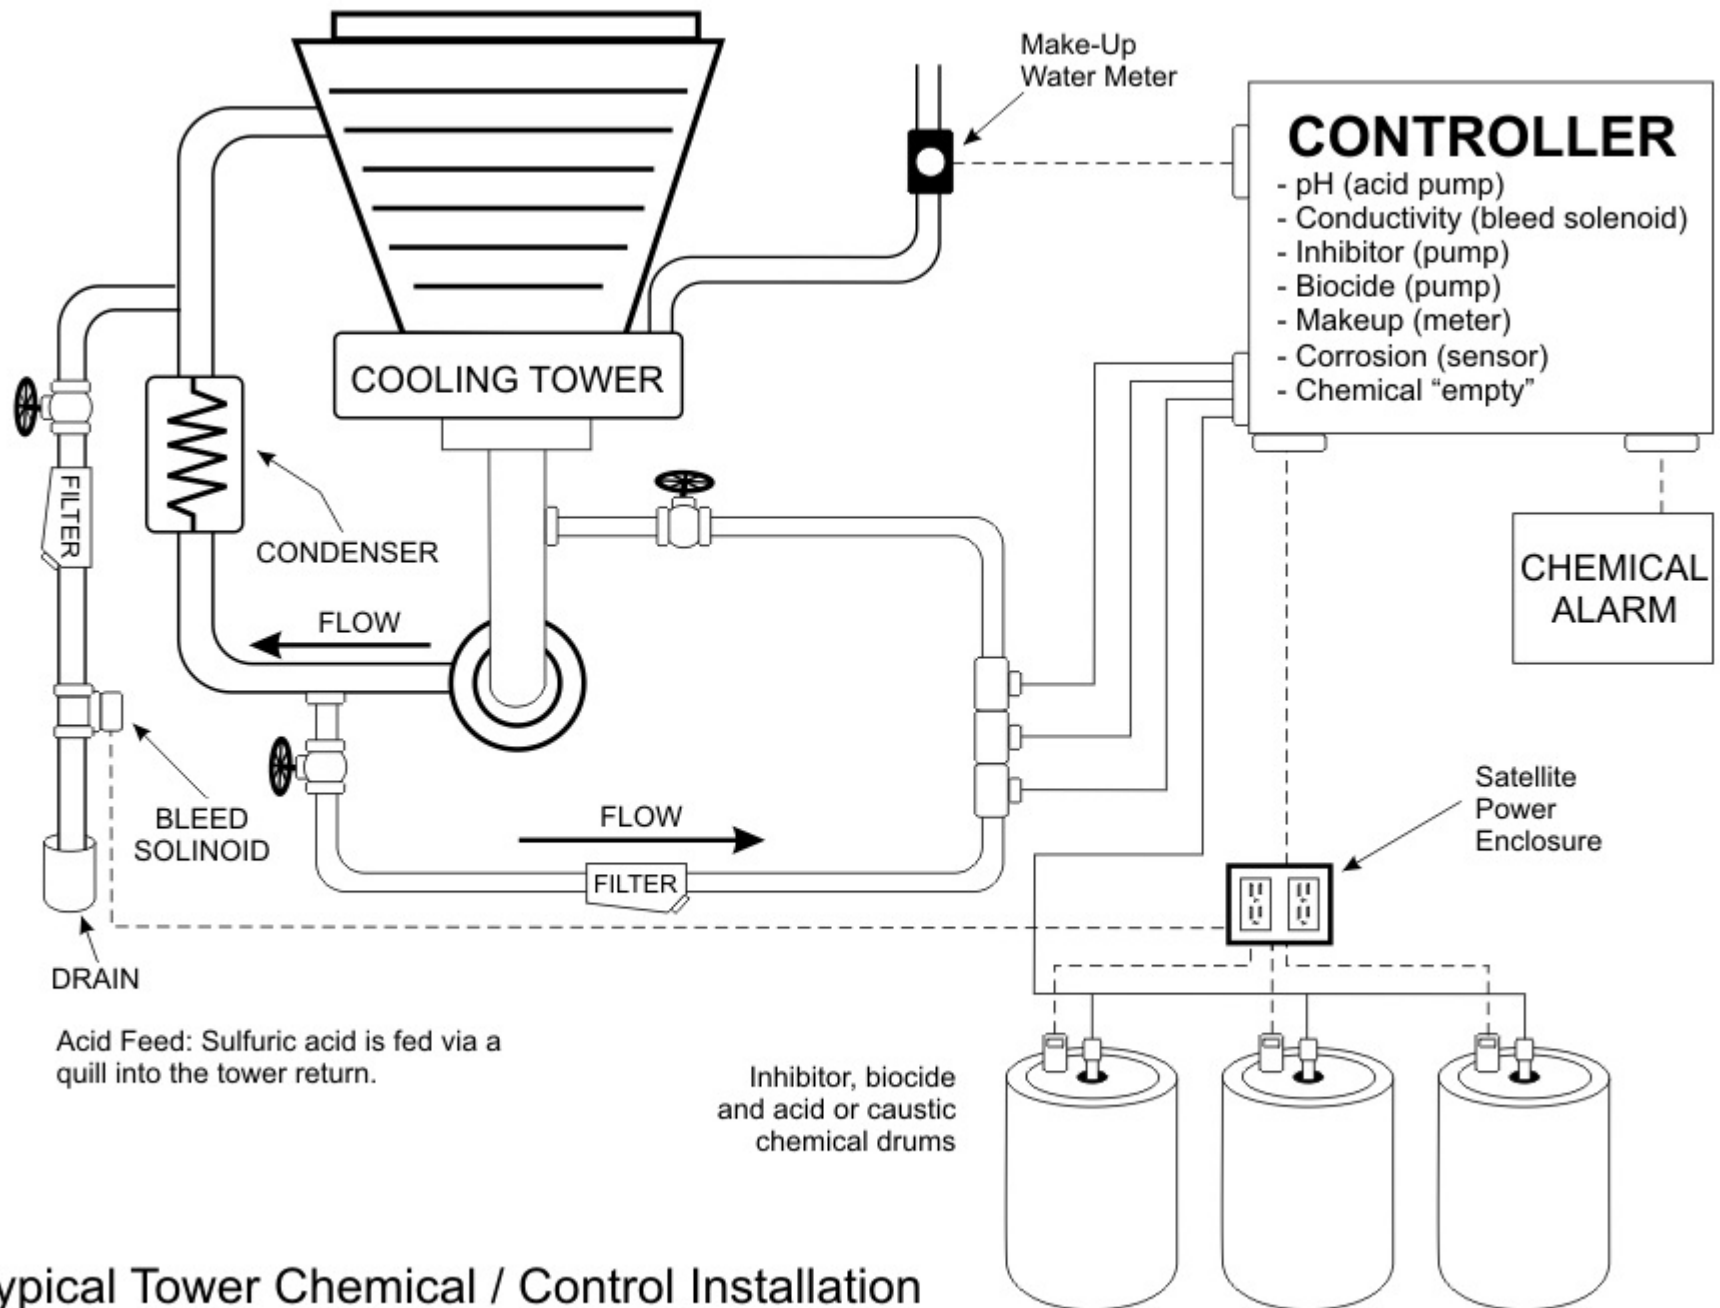 Make-Up
Water Meter
CONTROLLER
- pH (acid pump)
- Conductivity (bleed solenoid)
- Inhibitor (pump)
- Biocide (pump)
- Makeup (meter)
- Corrosion (sensor)
- Chemical “empty”
COOLING TOWER
FILTER
CONDENSER
CHEMICAL
ALARM
FLOW
BLEED
SOLINOID
FLOW
FILTER
Satellite
Power
Enclosure
DRAIN
Acid Feed: Sulfuric acid is fed via a
quill into the tower return.
Inhibitor, biocide
and acid or caustic
chemical drums
ypical Tower Chemical / Control Installation